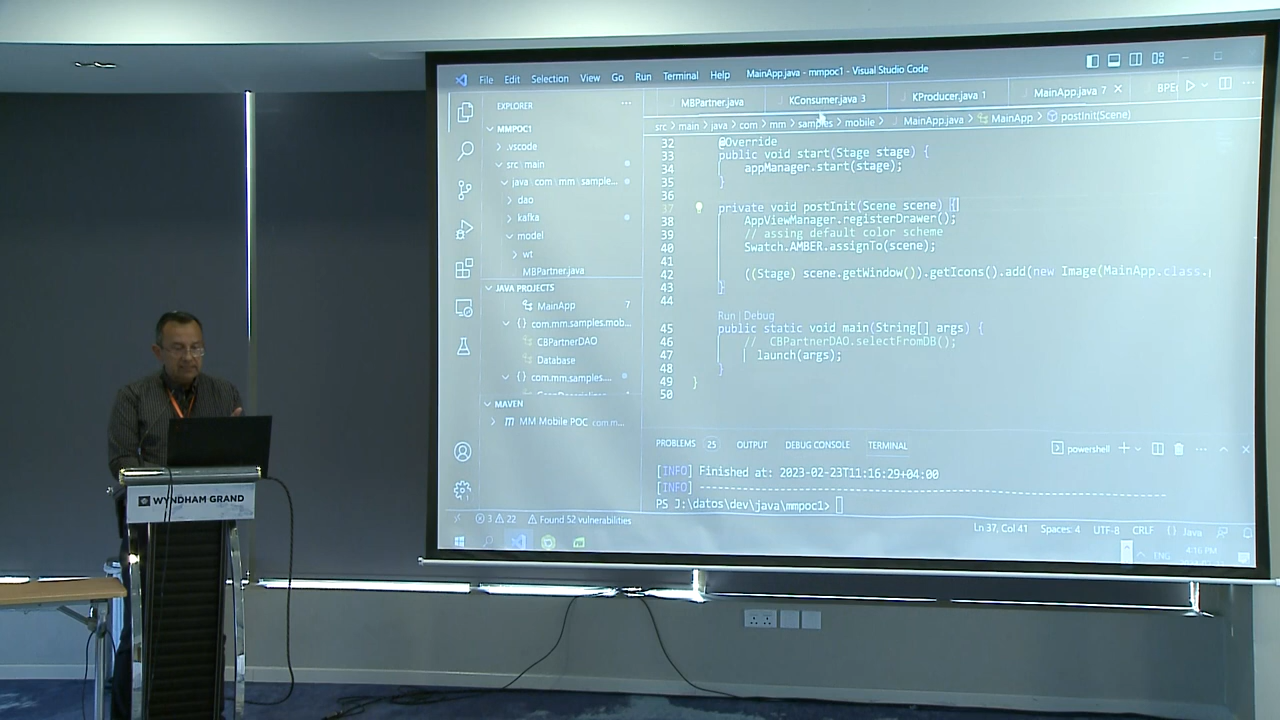 File Edit Selection View Go Run Terminal Help MainApp.java - mmpoc1 - Visual Studio Code
EXPLORER ...
MBPartner.java KConsumer.java 3 KProducer.java 1 MainApp.java 7
src > main > java > com > mm > samples > mobile > MainApp.java > MainApp > postInit(Scene)
MMPOC1
.vscode
src \ main
java \ com \ mm \ sample...
dao
kafka
model
wt
MBPartner.java
JAVA PROJECTS
MainApp 7
{} com.mm.samples.mob...
CBPartnerDAO
Database
{} com.mm.samples....
MAVEN
MM Mobile POC com.m...
32 @Override
33 public void start(Stage stage) {
34 appManager.start(stage);
35 }
36
37 private void postInit(Scene scene) {
38 AppViewManager.registerDrawer();
39 // assing default color scheme
40 Swatch.AMBER.assignTo(scene);
41
42 ((Stage) scene.getWindow()).getIcons().add(new Image(MainApp.class.
43 }
44
Run | Debug
45 public static void main(String[] args) {
46 // CBPartnerDAO.selectFromDB();
47 launch(args);
48 }
49 }
50
PROBLEMS 25 OUTPUT DEBUG CONSOLE TERMINAL powershell
[INFO] Finished at: 2023-02-23T11:16:29+04:00
[INFO] ------------------------------------------------------------------------
PS J:\datos\dev\java\mmpoc1>
3 22 Found 52 vulnerabilities Ln 37, Col 41 Spaces: 4 UTF-8 CRLF {} Java
ENG 4:16 PM
WYNDHAM GRAND